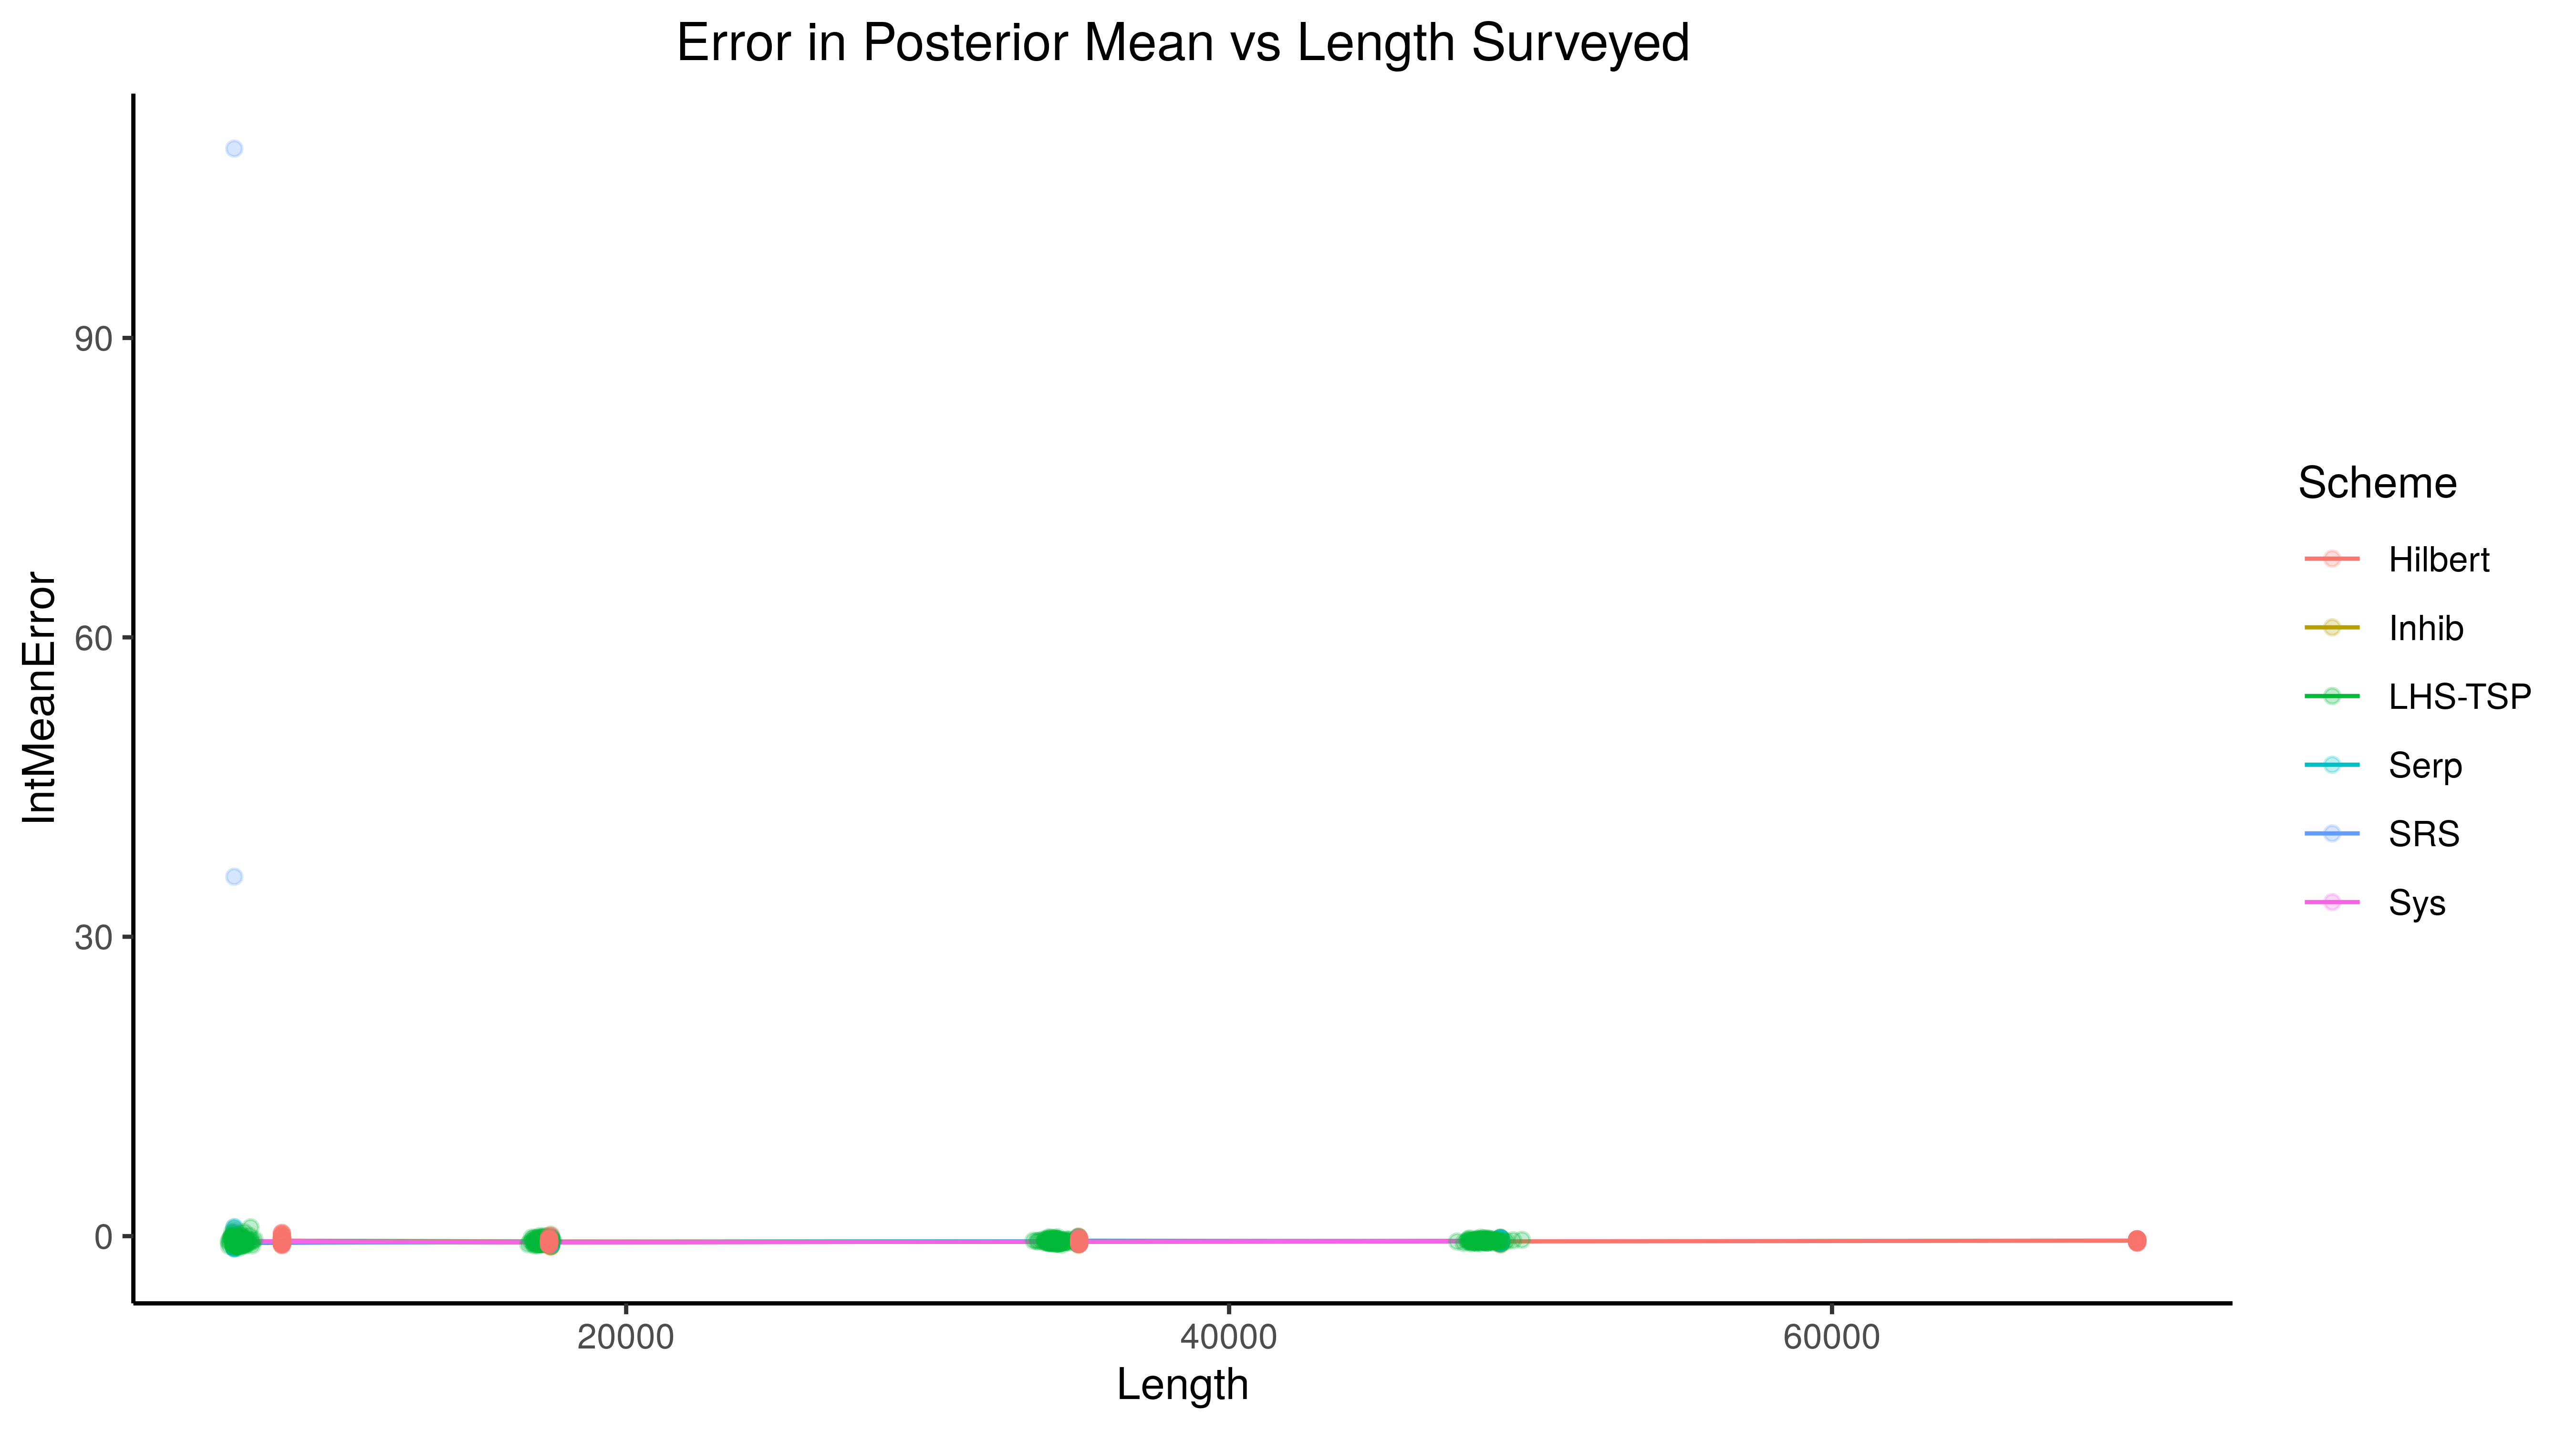 Error in Posterior Mean vs Length Surveyed
IntMeanError
90
60
30
0
20000
40000
60000
Length
Scheme
Hilbert
Inhib
LHS-TSP
Serp
SRS
Sys